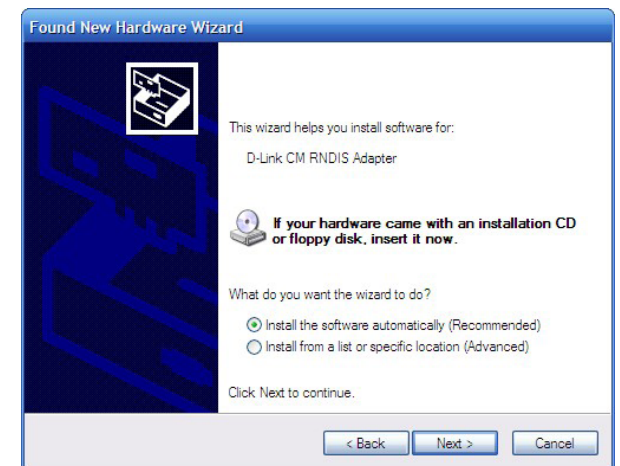 Found New Hardware Wizard
This wizard helps you install software for:
D-Link CM RNDIS Adapter
If your hardware came with an installation CD
or floppy disk, insert it now.
What do you want the wizard to do?
Install the software automatically (Recommended)
Install from a list or specific location (Advanced)
Click Next to continue.
< Back Next > Cancel